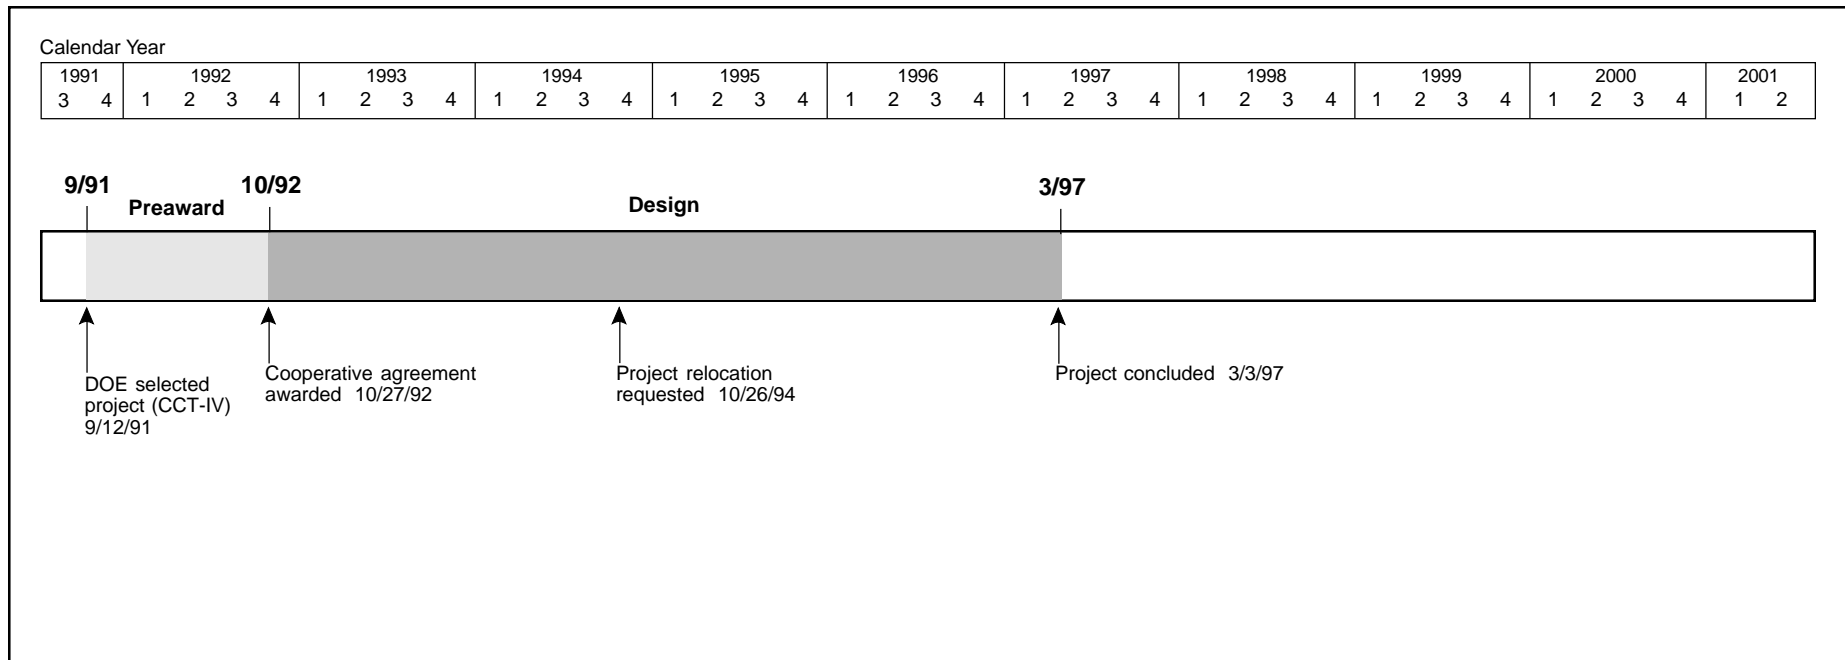 Calendar Year
1991 1992 1993 1994 1995 1996 1997 1998 1999 2000 2001
3 4 1 2 3 4 1 2 3 4 1 2 3 4 1 2 3 4 1 2 3 4 1 2 3 4 1 2 3 4 1 2 3 4 1 2 3 4 1 2
9/91 10/92 3/97
Preaward Design
DOE selected
project (CCT-IV)
9/12/91
Cooperative agreement
awarded 10/27/92
Project relocation
requested 10/26/94
Project concluded 3/3/97